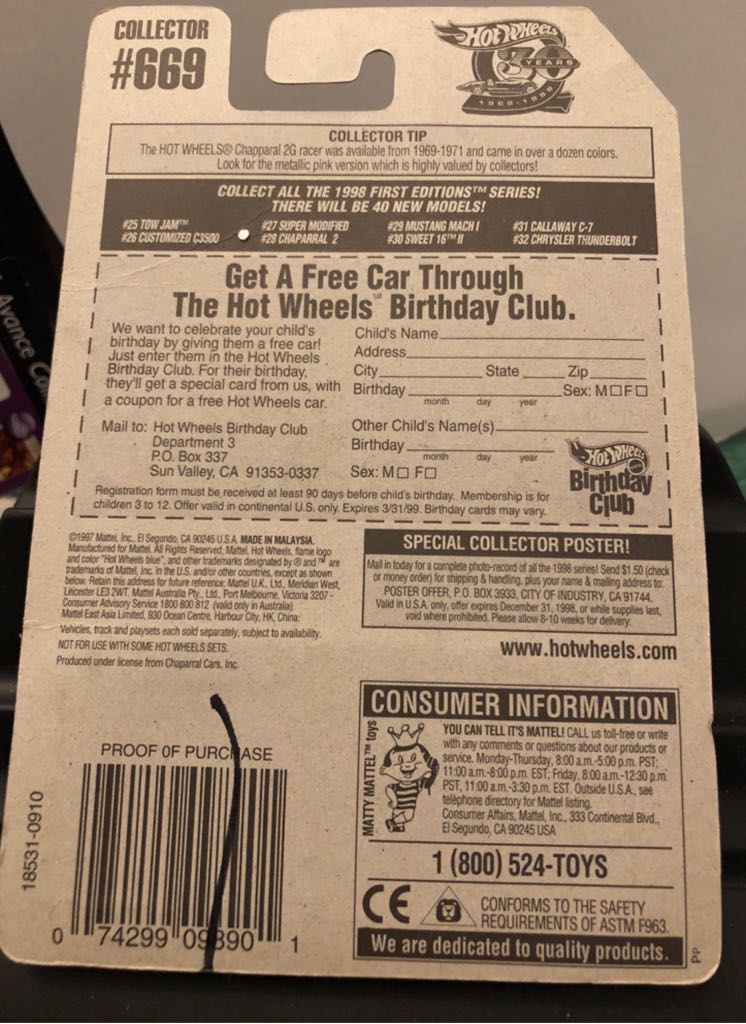 COLLECTOR
#669
HOT WHEELS
30
YEARS
1968-1998
COLLECTOR TIP
The HOT WHEELS® Chapparal 2G racer was available from 1969-1971 and came in over a dozen colors.
Look for the metallic pink version which is highly valued by collectors!
COLLECT ALL THE 1998 FIRST EDITIONS™ SERIES!
THERE WILL BE 40 NEW MODELS!
#25 TOW JAM™ #27 SUPER MODIFIED #29 MUSTANG MACH I #31 CALLAWAY C-7
#26 CUSTOMIZED C3500 #28 CHAPARRAL 2 #30 SWEET 16™ II #32 CHRYSLER THUNDERBOLT
Get A Free Car Through
The Hot Wheels℠ Birthday Club.
We want to celebrate your child's
birthday by giving them a free car!
Just enter them in the Hot Wheels
Birthday Club. For their birthday,
they'll get a special card from us, with
a coupon for a free Hot Wheels car.
Mail to: Hot Wheels Birthday Club
Department 3
P.O. Box 337
Sun Valley, CA 91353-0337
Child's Name
Address
City State Zip
Birthday Sex: M☐ F☐
month day year
Other Child's Name(s)
Birthday
month day year
Sex: M☐ F☐
HOT WHEELS
Birthday
Club
Registration form must be received at least 90 days before child's birthday. Membership is for
children 3 to 12. Offer valid in continental U.S. only. Expires 3/31/99. Birthday cards may vary.
©1997 Mattel, Inc., El Segundo, CA 90245 U.S.A. MADE IN MALAYSIA.
Manufactured for Mattel. All Rights Reserved. Mattel, Hot Wheels, flame logo
and color "Hot Wheels blue", and other trademarks designated by ® and ™ are
trademarks of Mattel, Inc. in the U.S. and/or other countries, except as shown
below. Retain this address for future reference: Mattel U.K., Ltd., Meridian West,
Leicester LE3 2WT. Mattel Australia Pty., Ltd., Port Melbourne, Victoria 3207 -
Consumer Advisory Service 1800 800 812 (valid only in Australia).
Mattel East Asia Limited, 930 Ocean Centre, Harbour City, HK, China.
Vehicles, track and playsets each sold separately, subject to availability.
NOT FOR USE WITH SOME HOT WHEELS SETS.
Produced under license from Chaparral Cars, Inc.
SPECIAL COLLECTOR POSTER!
Mail in today for a complete photo-record of all the 1998 series! Send $1.50 (check
or money order) for shipping & handling, plus your name & mailing address to:
POSTER OFFER, P.O. BOX 3933, CITY OF INDUSTRY, CA 91744.
Valid in U.S.A. only, offer expires December 31, 1998, or while supplies last,
void where prohibited. Please allow 8-10 weeks for delivery.
www.hotwheels.com
PROOF OF PURCHASE
18531-0910
0 74299 09890 1
CONSUMER INFORMATION
MATTY MATTEL™ toys
YOU CAN TELL IT'S MATTEL! CALL us toll-free or write
with any comments or questions about our products or
service. Monday-Thursday, 8:00 a.m.-5:00 p.m. PST;
11:00 a.m.-8:00 p.m. EST; Friday, 8:00 a.m.-12:30 p.m.
PST, 11:00 a.m.-3:30 p.m. EST. Outside U.S.A., see
telephone directory for Mattel listing.
Consumer Affairs, Mattel, Inc., 333 Continental Blvd.,
El Segundo, CA 90245 USA
1 (800) 524-TOYS
CE
CONFORMS TO THE SAFETY
REQUIREMENTS OF ASTM F963.
We are dedicated to quality products.
PP
Avance